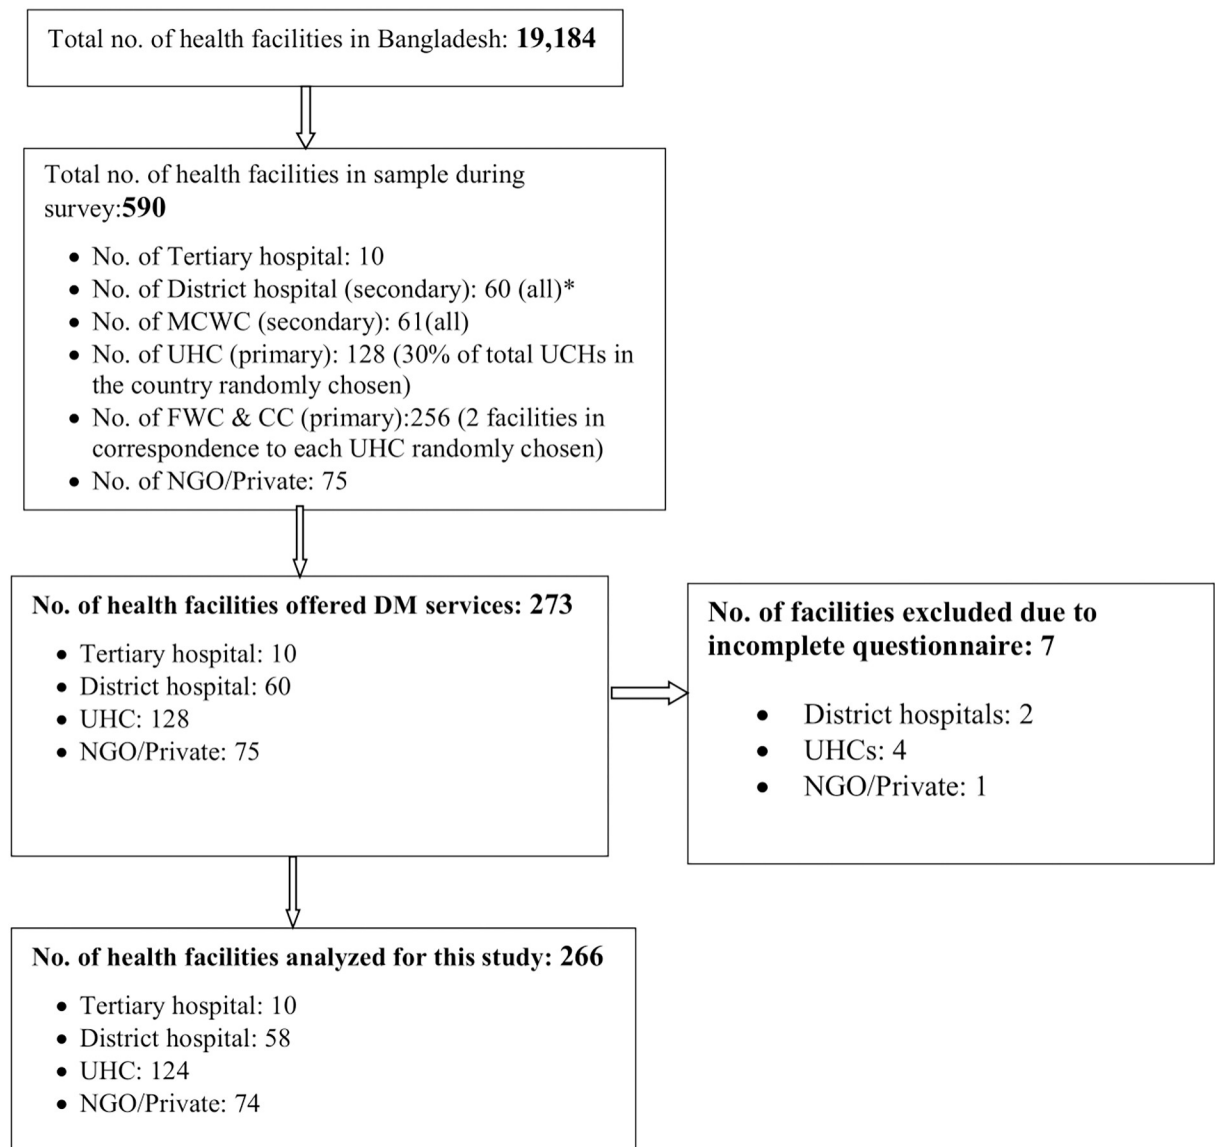 Total no. of health facilities in Bangladesh: 19,184
Total no. of health facilities in sample during
survey:590
• No. of Tertiary hospital: 10
• No. of District hospital (secondary): 60 (all)*
• No. of MCWC (secondary): 61(all)
• No. of UHC (primary): 128 (30% of total UCHs in
the country randomly chosen)
• No. of FWC & CC (primary):256 (2 facilities in
correspondence to each UHC randomly chosen)
• No. of NGO/Private: 75
No. of health facilities offered DM services: 273
• Tertiary hospital: 10
• District hospital: 60
• UHC: 128
• NGO/Private: 75
No. of facilities excluded due to
incomplete questionnaire: 7
• District hospitals: 2
• UHCs: 4
• NGO/Private: 1
No. of health facilities analyzed for this study: 266
• Tertiary hospital: 10
• District hospital: 58
• UHC: 124
• NGO/Private: 74